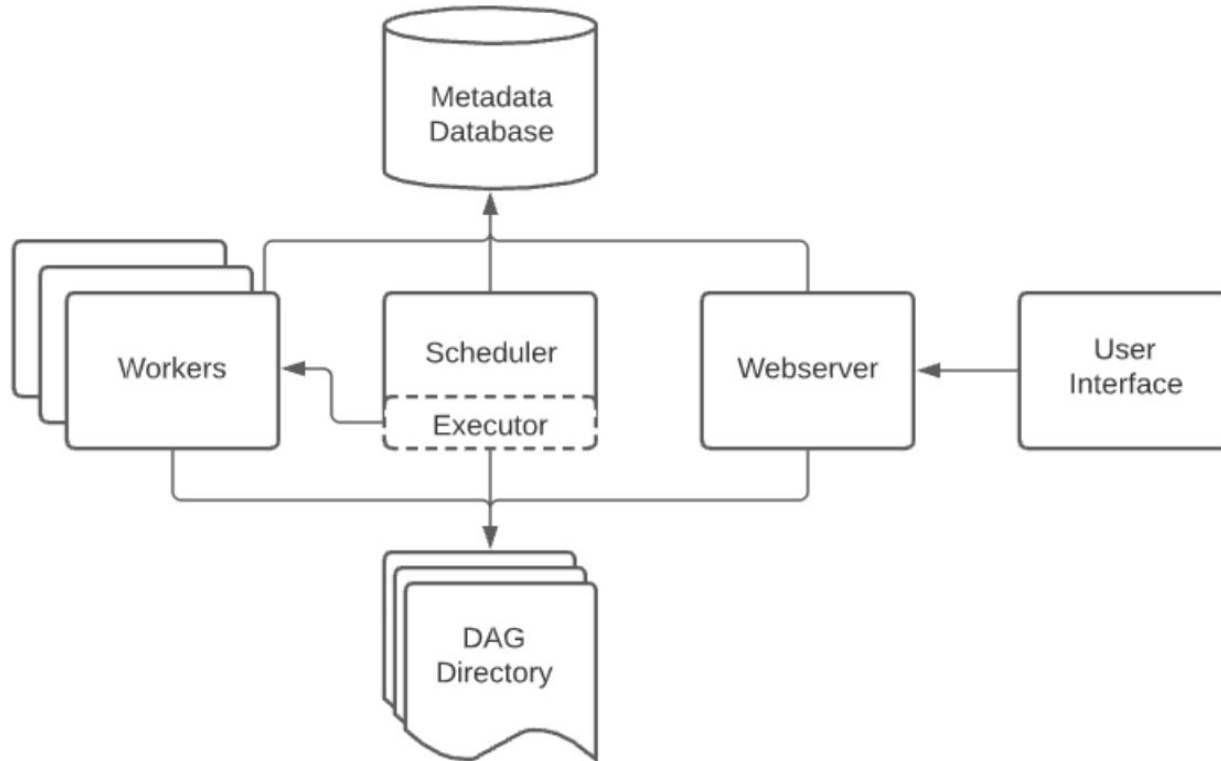 Metadata
Database
Workers
Scheduler
Executor
Webserver
User
Interface
DAG
Directory